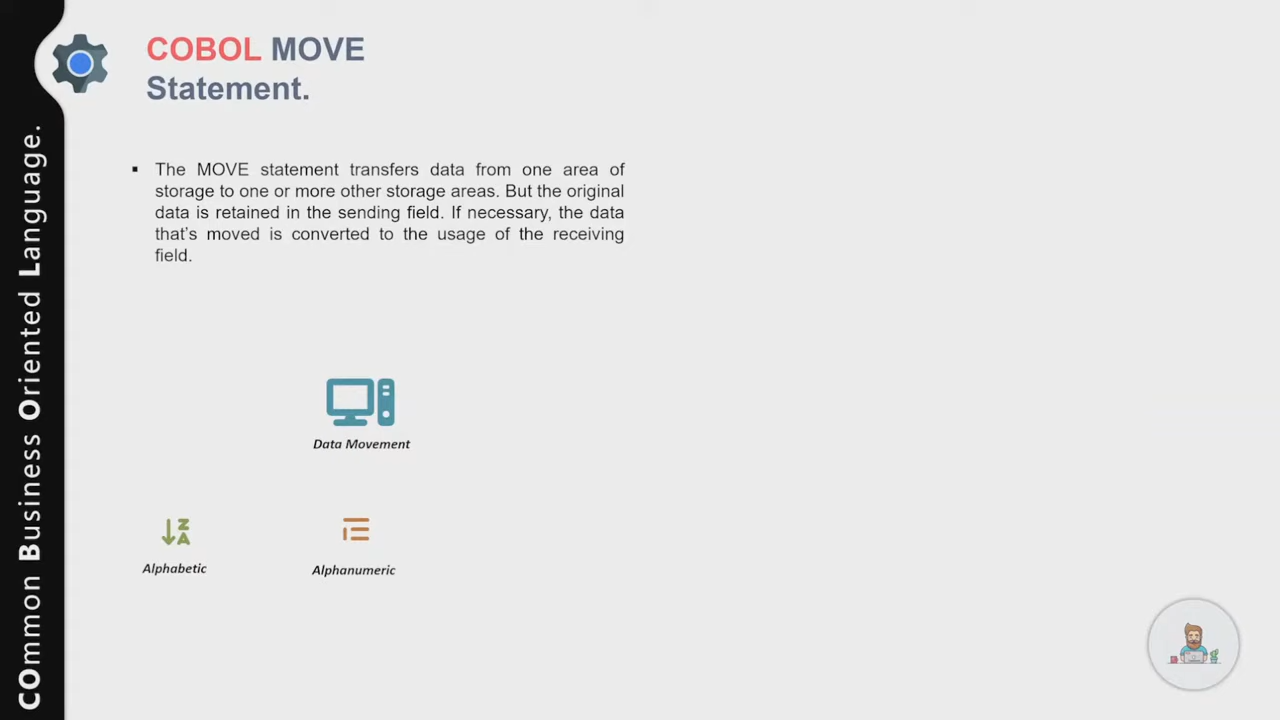 COBOL MOVE
Statement.
The MOVE statement transfers data from one area of
storage to one or more other storage areas. But the original
data is retained in the sending field. If necessary, the data
that's moved is converted to the usage of the receiving
field.
Data Movement
Z
A
Alphabetic
Alphanumeric
COmmon Business Oriented Language.